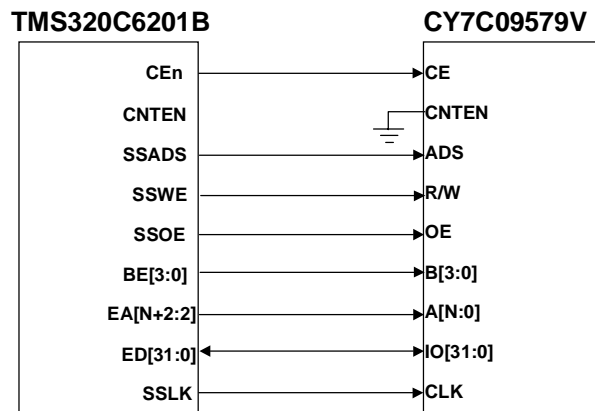 TMS320C6201B CY7C09579V
CEn CE
CNTEN CNTEN
SSADS ADS
SSWE R/W
SSOE OE
BE[3:0] B[3:0]
EA[N+2:2] A[N:0]
ED[31:0] IO[31:0]
SSLK CLK